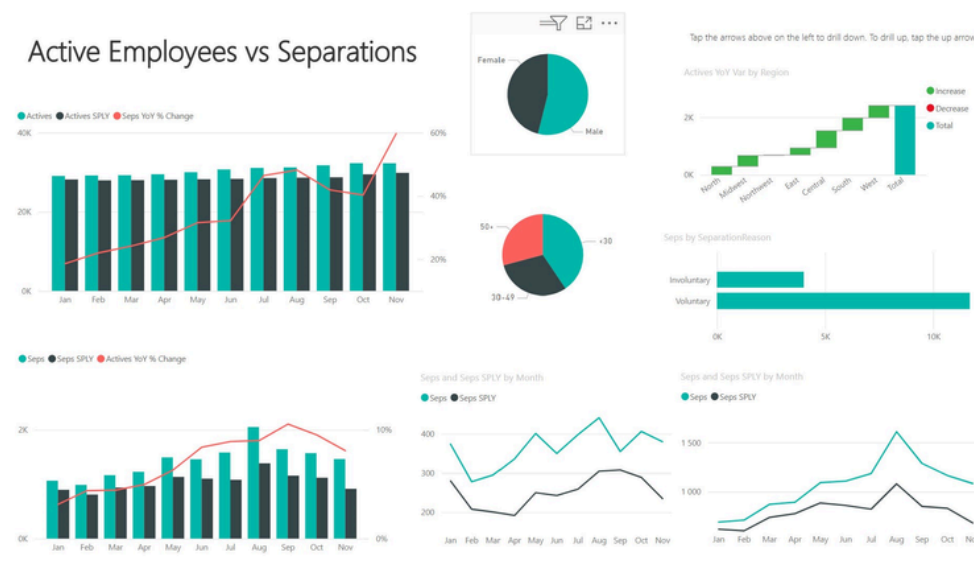 Active Employees vs Separations
Actives Actives SPLY Seps YoY % Change
40K
60%
40%
20K
20%
0K
Jan Feb Mar Apr May Jun Jul Aug Sep Oct Nov
Female
Male
50+
<30
30-49
Tap the arrows above on the left to drill down. To drill up, tap the up arrow
Actives YoY Var by Region
Increase
Decrease
Total
2K
0K
North Midwest Northwest East Central South West Total
Seps by SeparationReason
Involuntary
Voluntary
0K 5K 10K
Seps Seps SPLY Actives YoY % Change
2K
10%
0K
0%
Jan Feb Mar Apr May Jun Jul Aug Sep Oct Nov
Seps and Seps SPLY by Month
Seps Seps SPLY
400
300
200
Jan Feb Mar Apr May Jun Jul Aug Sep Oct Nov
Seps and Seps SPLY by Month
Seps Seps SPLY
1 500
1 000
Jan Feb Mar Apr May Jun Jul Aug Sep Oct No